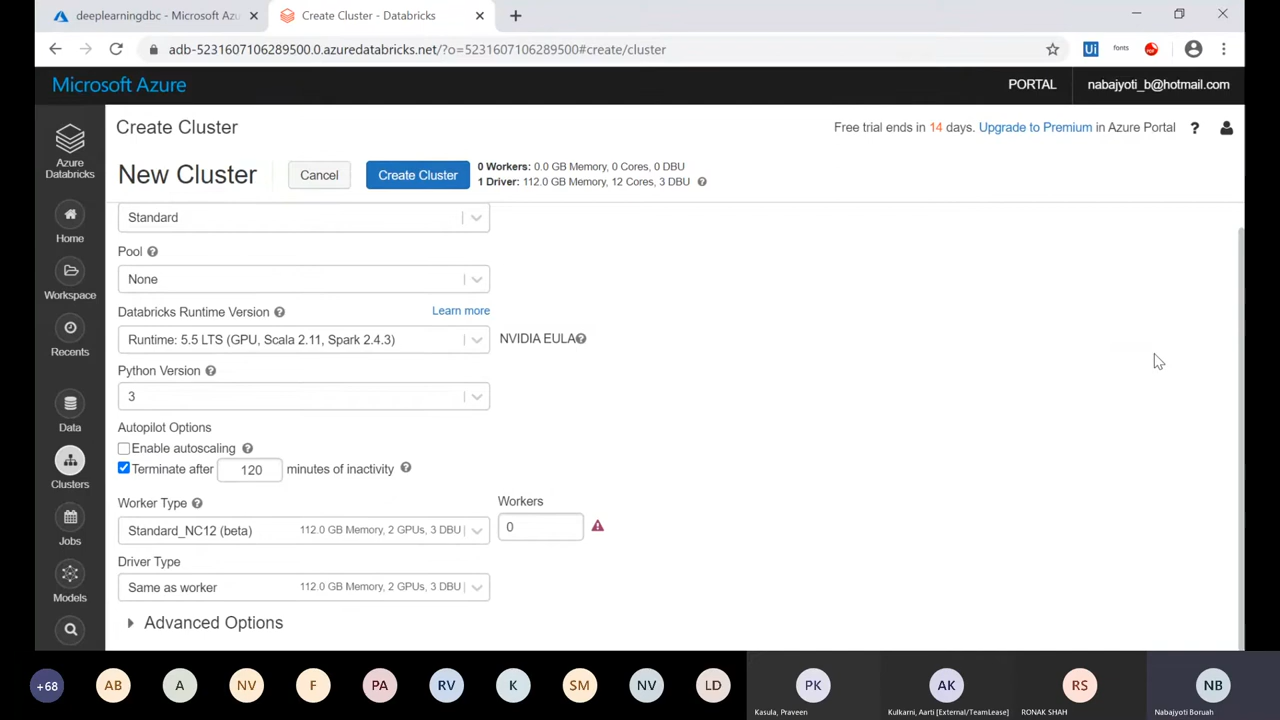 deeplearningdbc - Microsoft Azu
Create Cluster - Databricks
adb-5231607106289500.0.azuredatabricks.net/?o=5231607106289500#create/cluster
Ui
fonts
PDF
Microsoft Azure
PORTAL
nabajyoti_b@hotmail.com
Azure
Databricks
Home
Workspace
Recents
Data
Clusters
Jobs
Models
Create Cluster
Free trial ends in 14 days. Upgrade to Premium in Azure Portal
New Cluster
Cancel
Create Cluster
0 Workers: 0.0 GB Memory, 0 Cores, 0 DBU
1 Driver: 112.0 GB Memory, 12 Cores, 3 DBU
Standard
Pool
None
Databricks Runtime Version
Learn more
Runtime: 5.5 LTS (GPU, Scala 2.11, Spark 2.4.3)
NVIDIA EULA
Python Version
3
Autopilot Options
Enable autoscaling
Terminate after 120 minutes of inactivity
Worker Type
Workers
Standard_NC12 (beta) 112.0 GB Memory, 2 GPUs, 3 DBU
0
Driver Type
Same as worker 112.0 GB Memory, 2 GPUs, 3 DBU
Advanced Options
+68
AB
A
NV
F
PA
RV
K
SM
NV
LD
PK
Kasula, Praveen
AK
Kulkarni, Aarti [External/TeamLease]
RS
RONAK SHAH
NB
Nabajyoti Boruah